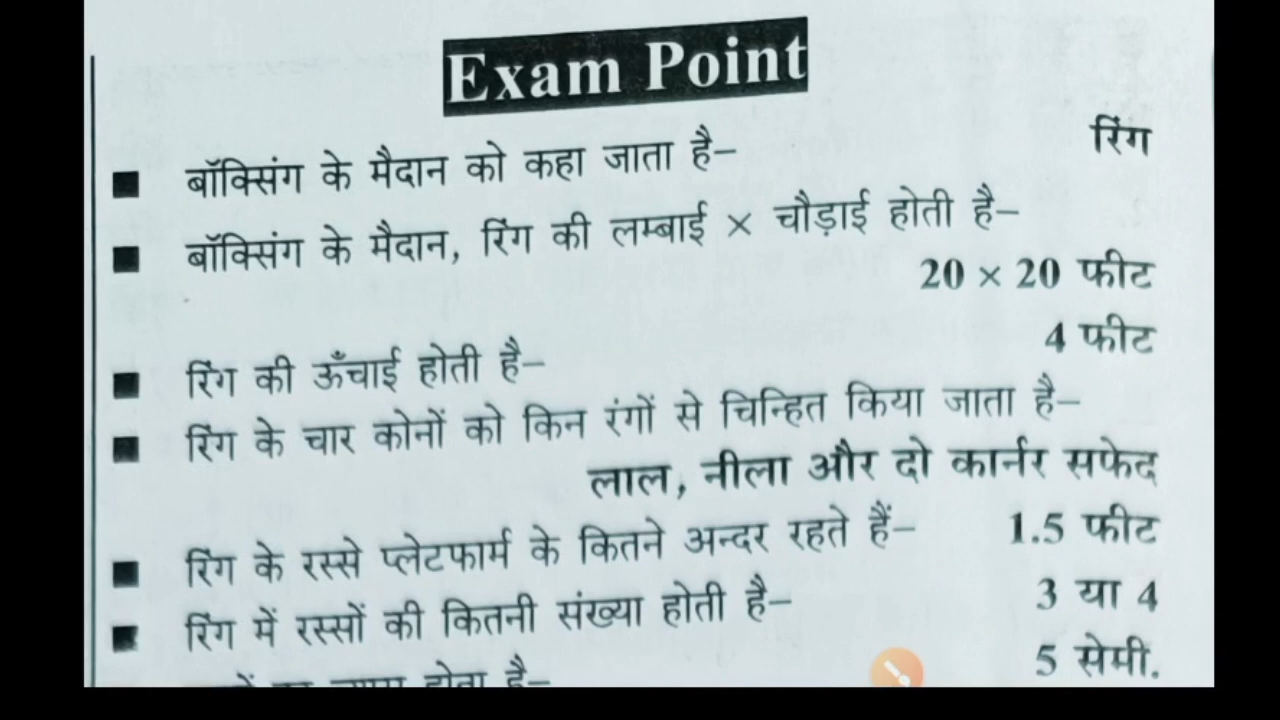 Exam Point
■ बॉक्सिंग के मैदान को कहा जाता है– रिंग
■ बॉक्सिंग के मैदान, रिंग की लम्बाई × चौड़ाई होती है–
20 × 20 फीट
■ रिंग की ऊँचाई होती है– 4 फीट
■ रिंग के चार कोनों को किन रंगों से चिन्हित किया जाता है–
लाल, नीला और दो कार्नर सफेद
■ रिंग के रस्से प्लेटफार्म के कितने अन्दर रहते हैं– 1.5 फीट
■ रिंग में रस्सों की कितनी संख्या होती है– 3 या 4
होता है– 5 सेमी.